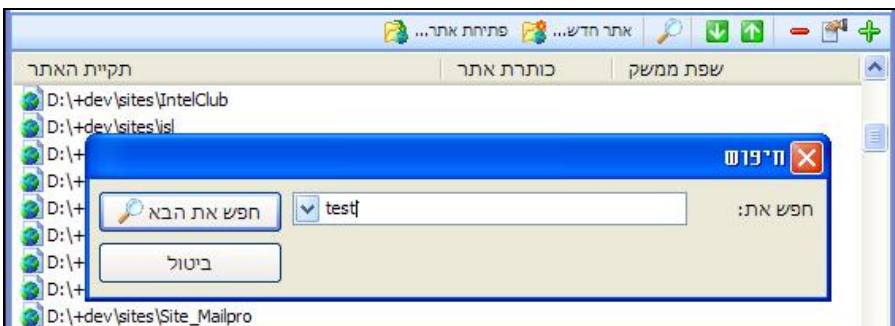 אתר חדש... פתיחת אתר...
שפת ממשק כותרת אתר תקיית האתר
D:\+dev\sites\IntelClub
D:\+dev\sites\isl
D:\+
חיפוש
D:\+
חפש את: test חפש את הבא
D:\+
D:\+
D:\+
ביטול
D:\+
D:\+dev\sites\Site_Mailpro